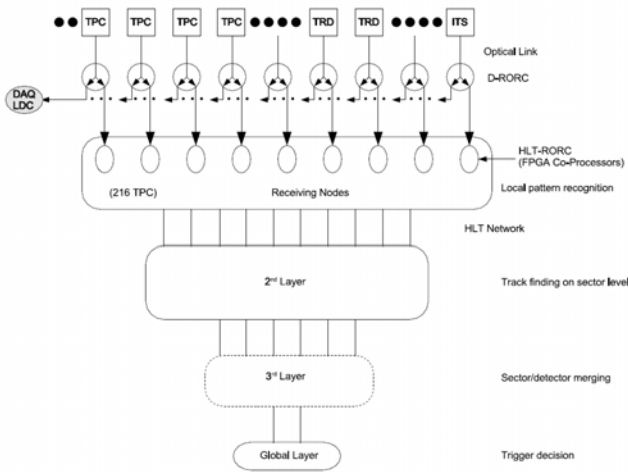 TPC TPC TPC TPC TRD TRD ITS
Optical Link
D-RORC
DAQ
LDC
HLT-RORC
(FPGA Co-Processors)
(216 TPC) Receiving Nodes
Local pattern recognition
HLT Network
2nd Layer
Track finding on sector level
3rd Layer
Sector/detector merging
Global Layer
Trigger decision